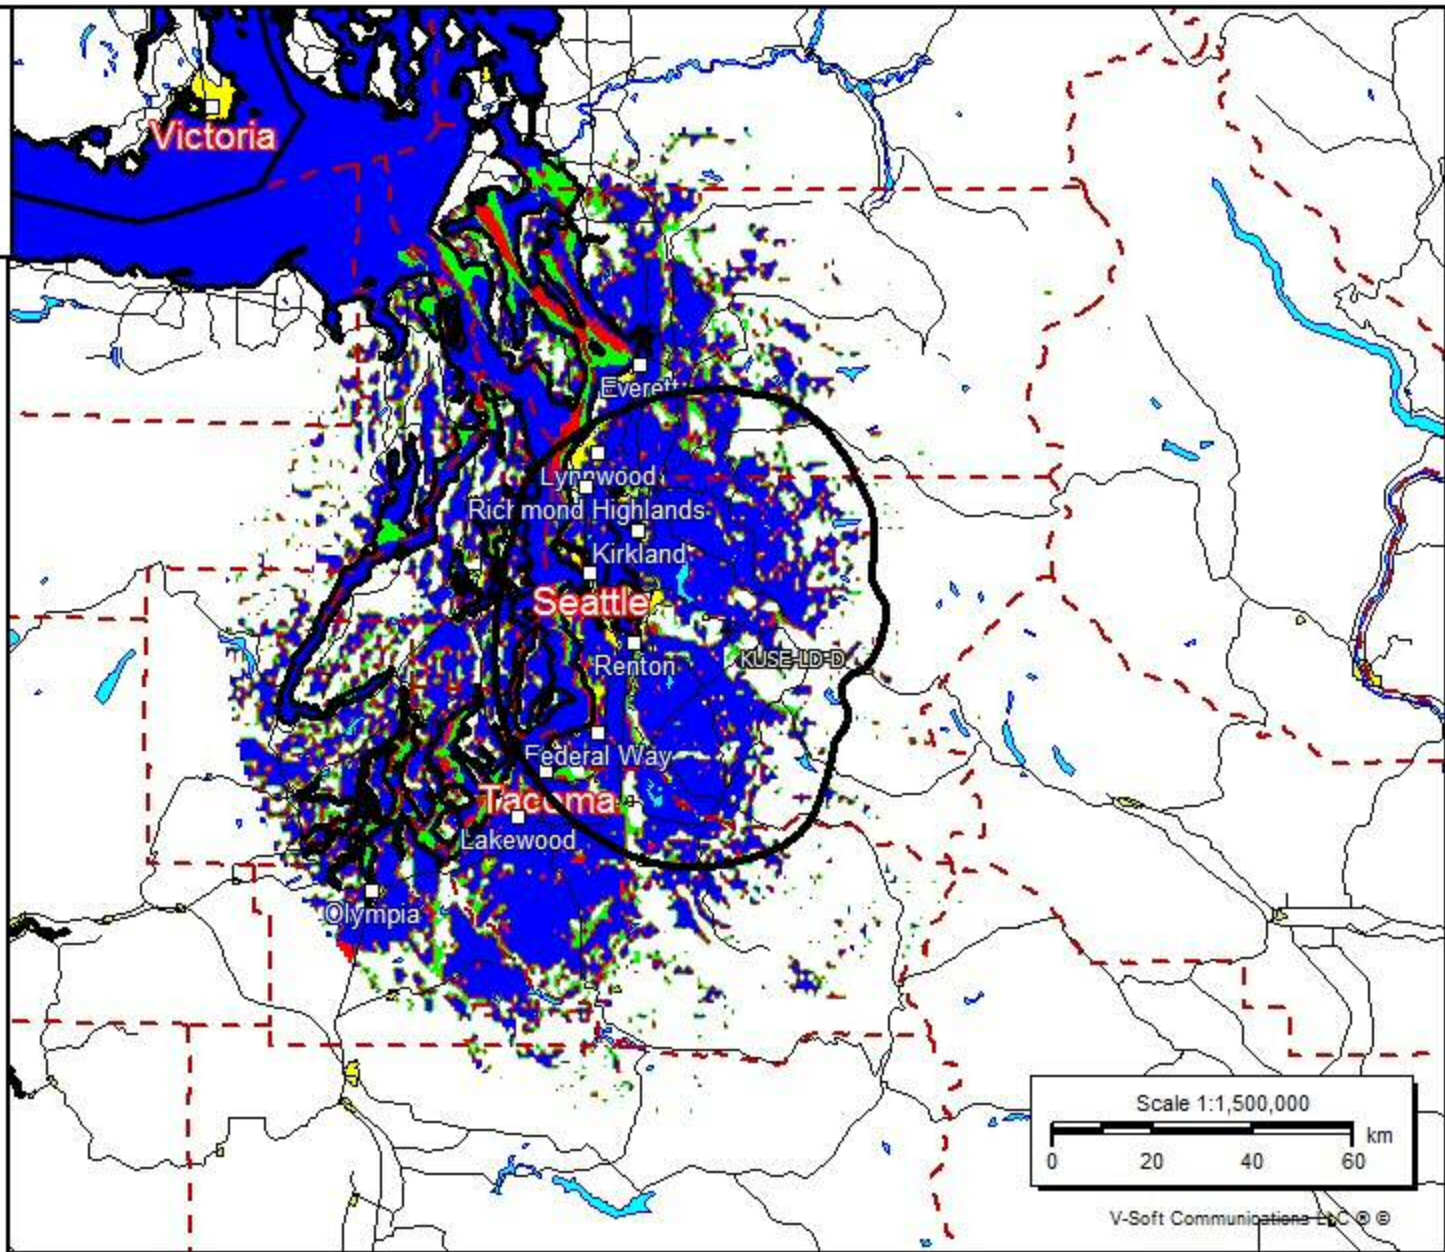 Victoria
Everett
Lynnwood
Richmond Highlands
Kirkland
Seattle
Renton
KUSE-LD-D
Federal Way
Tacoma
Lakewood
Olympia
Scale 1:1,500,000
km
0 20 40 60
V-Soft Communications LLC ® ©